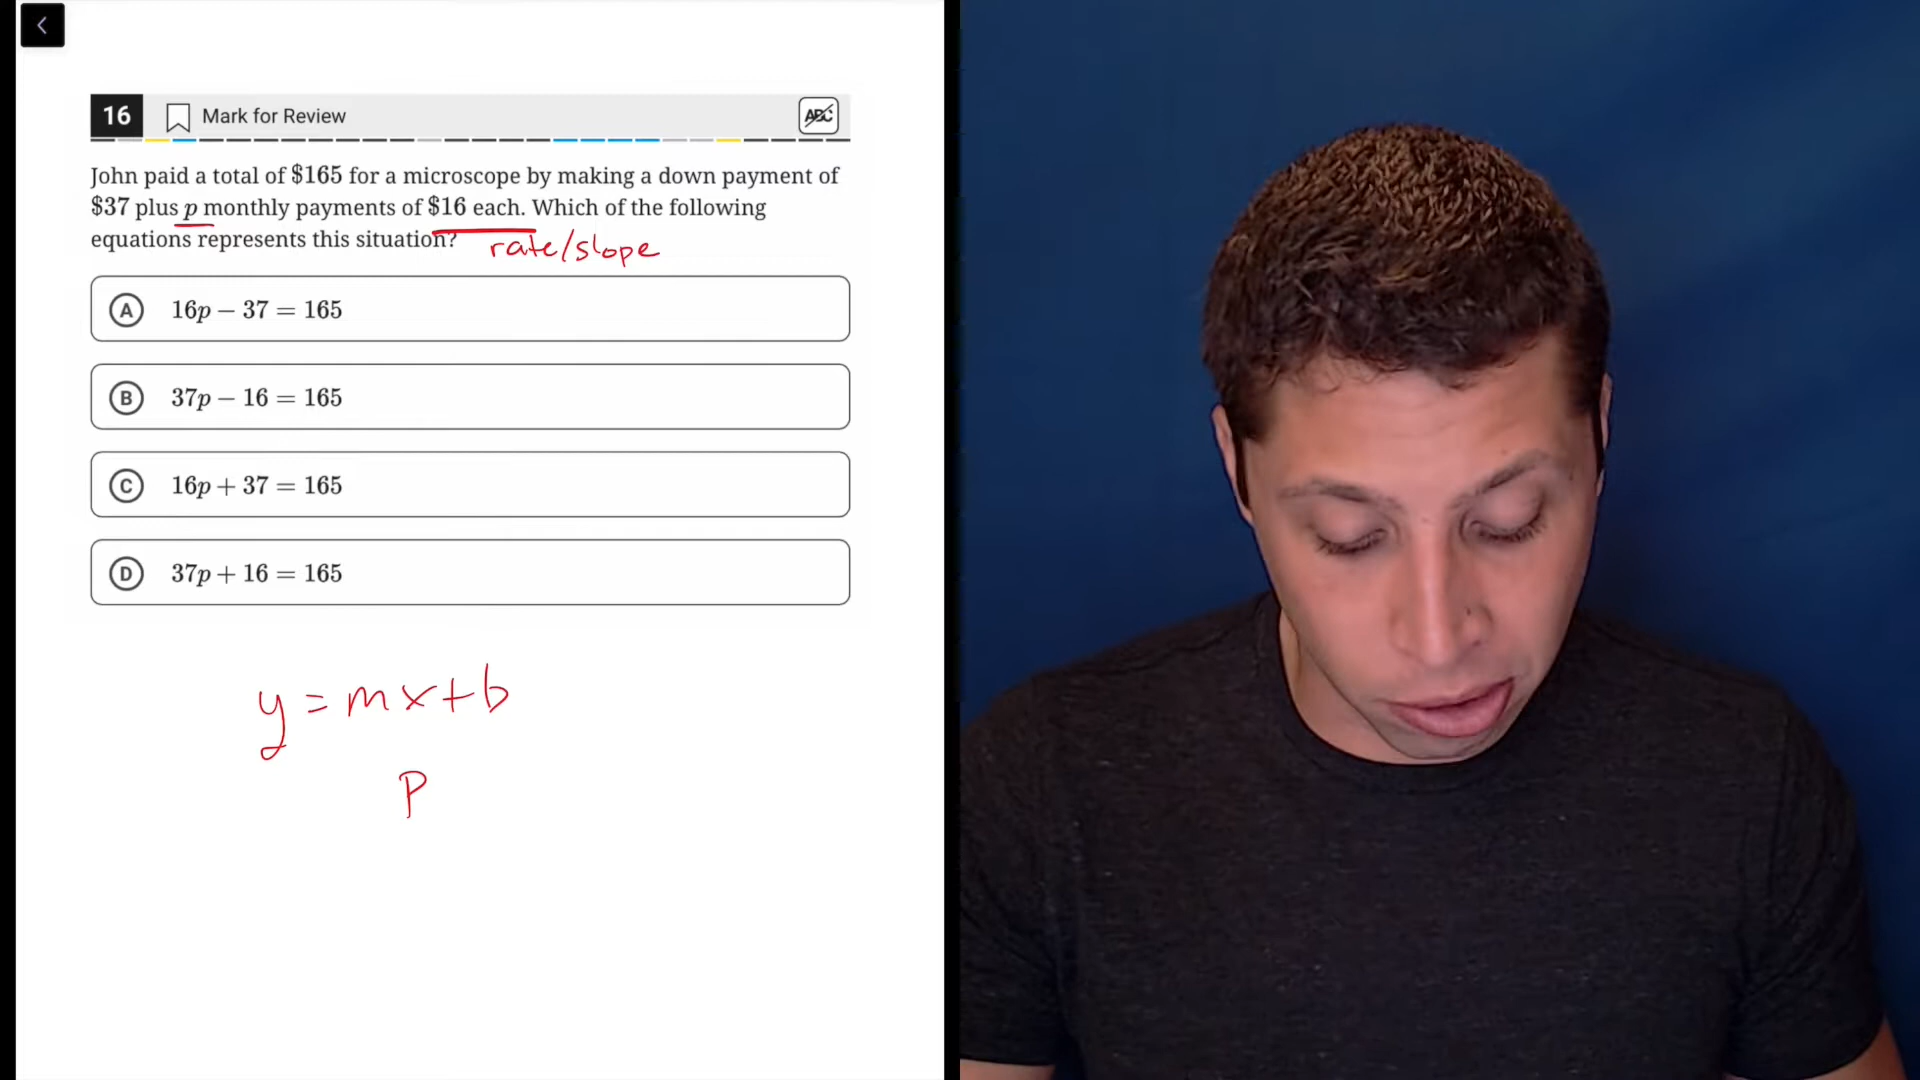 16 Mark for Review ABC
John paid a total of $165 for a microscope by making a down payment of
$37 plus p monthly payments of $16 each. Which of the following
equations represents this situation?
rate/slope
A 16p – 37 = 165
B 37p – 16 = 165
C 16p + 37 = 165
D 37p + 16 = 165
y = mx+b
P